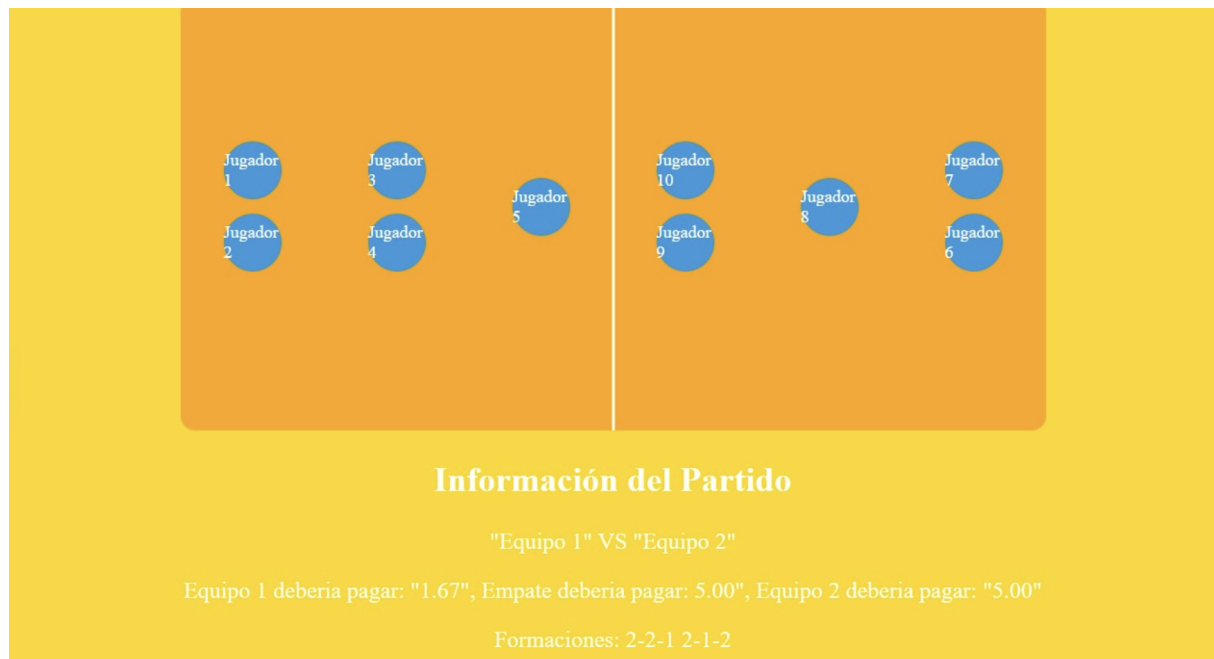 Jugador
1
Jugador
2
Jugador
3
Jugador
4
Jugador
5
Jugador
10
Jugador
9
Jugador
8
Jugador
7
Jugador
6
Información del Partido
"Equipo 1" VS "Equipo 2"
Equipo 1 deberia pagar: "1.67", Empate deberia pagar: 5.00", Equipo 2 deberia pagar: "5.00"
Formaciones: 2-2-1 2-1-2